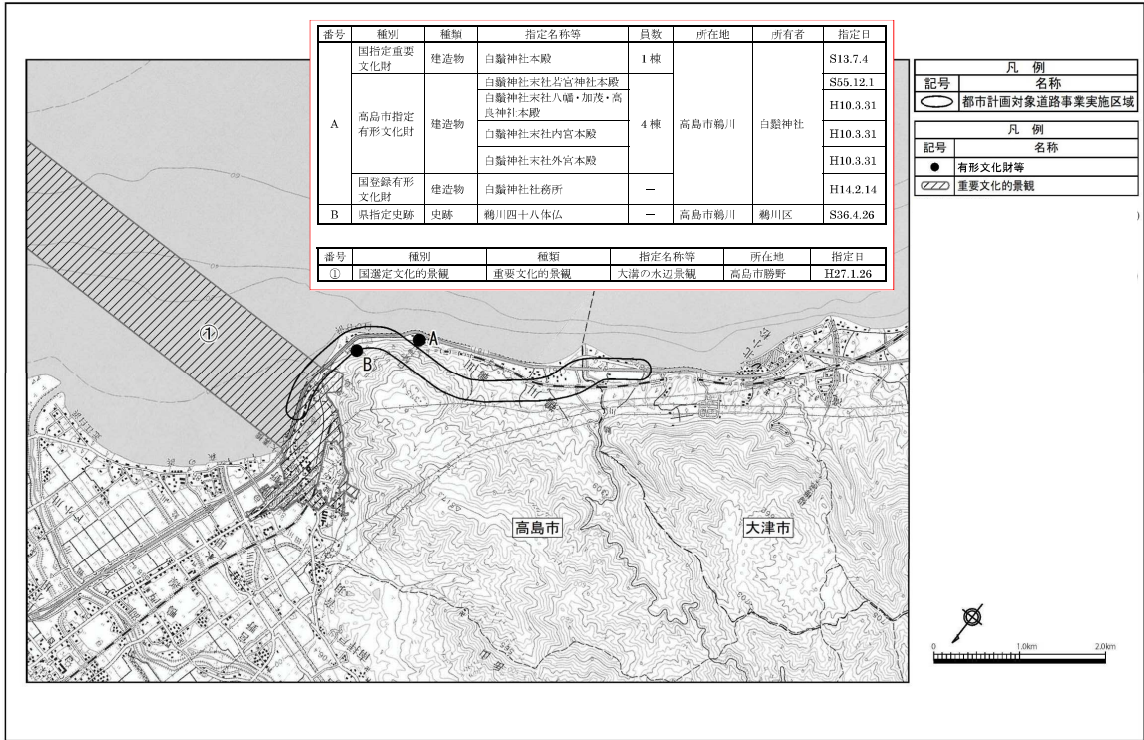 番号 種別 種類 指定名称等 員数 所在地 所有者 指定日
A 国指定重要文化財 建造物 白鬚神社本殿 1棟 高島市鵜川 白鬚神社 S13.7.4
高島市指定有形文化財 建造物 白鬚神社末社若宮神社本殿 4棟 S55.12.1
白鬚神社末社八幡・加茂・高良神社本殿 H10.3.31
白鬚神社末社内宮本殿 H10.3.31
白鬚神社末社外宮本殿 H10.3.31
国登録有形文化財 建造物 白鬚神社社務所 － H14.2.14
B 県指定史跡 史跡 鵜川四十八体仏 － 高島市鵜川 鵜川区 S36.4.26
番号 種別 種類 指定名称等 所在地 指定日
① 国選定文化的景観 重要文化的景観 大溝の水辺景観 高島市勝野 H27.1.26
凡例
記号 名称
都市計画対象道路事業実施区域
凡例
記号 名称
有形文化財等
重要文化的景観
①
A
B
高島市
大津市
0 1.0km 2.0km